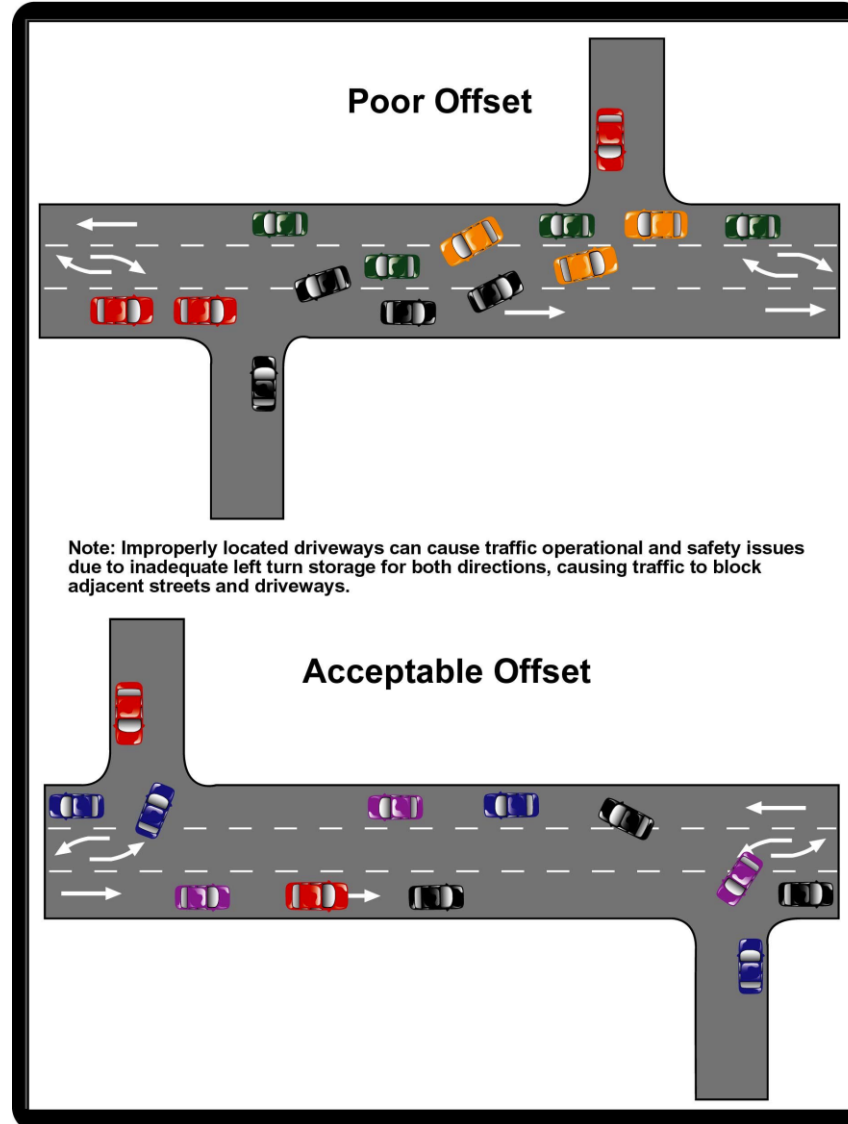 Poor Offset
Note: Improperly located driveways can cause traffic operational and safety issues
due to inadequate left turn storage for both directions, causing traffic to block
adjacent streets and driveways.
Acceptable Offset